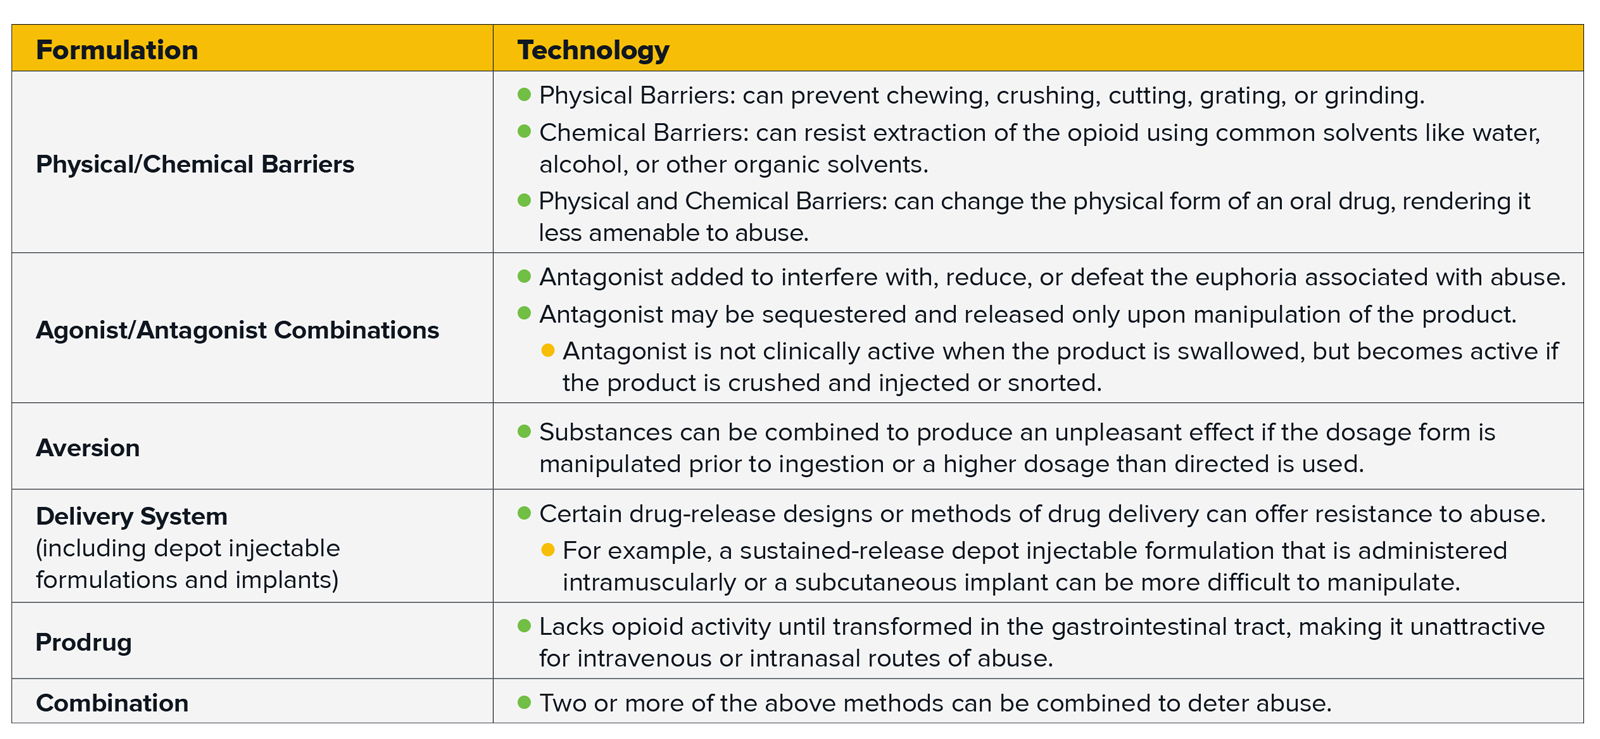 Formulation
Technology
Physical/Chemical Barriers
Physical Barriers: can prevent chewing, crushing, cutting, grating, or grinding.
Chemical Barriers: can resist extraction of the opioid using common solvents like water,
alcohol, or other organic solvents.
Physical and Chemical Barriers: can change the physical form of an oral drug, rendering it
less amenable to abuse.
Agonist/Antagonist Combinations
Antagonist added to interfere with, reduce, or defeat the euphoria associated with abuse.
Antagonist may be sequestered and released only upon manipulation of the product.
Antagonist is not clinically active when the product is swallowed, but becomes active if
the product is crushed and injected or snorted.
Aversion
Substances can be combined to produce an unpleasant effect if the dosage form is
manipulated prior to ingestion or a higher dosage than directed is used.
Delivery System
(including depot injectable
formulations and implants)
Certain drug-release designs or methods of drug delivery can offer resistance to abuse.
For example, a sustained-release depot injectable formulation that is administered
intramuscularly or a subcutaneous implant can be more difficult to manipulate.
Prodrug
Lacks opioid activity until transformed in the gastrointestinal tract, making it unattractive
for intravenous or intranasal routes of abuse.
Combination
Two or more of the above methods can be combined to deter abuse.